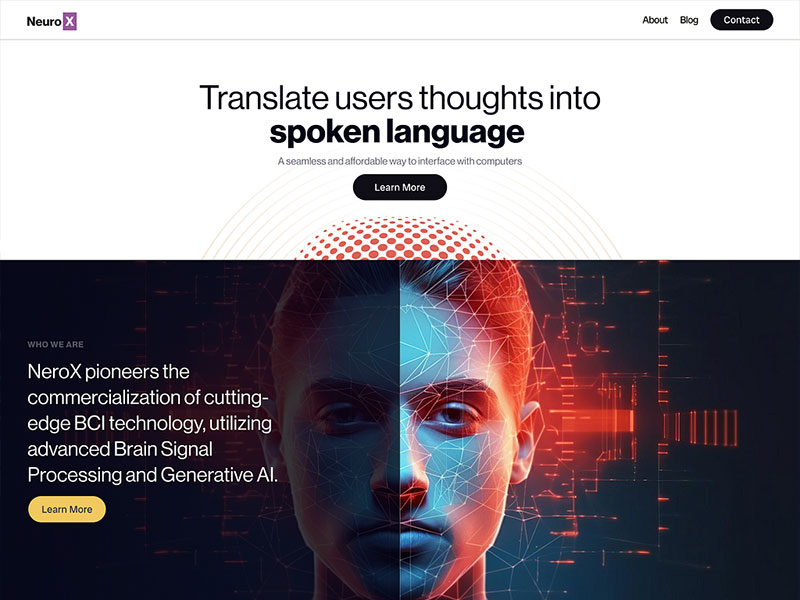 NeuroX
About Blog Contact
Translate users thoughts into
spoken language
A seamless and affordable way to interface with computers
Learn More
WHO WE ARE
NeroX pioneers the
commercialization of cutting-
edge BCI technology, utilizing
advanced Brain Signal
Processing and Generative AI.
Learn More